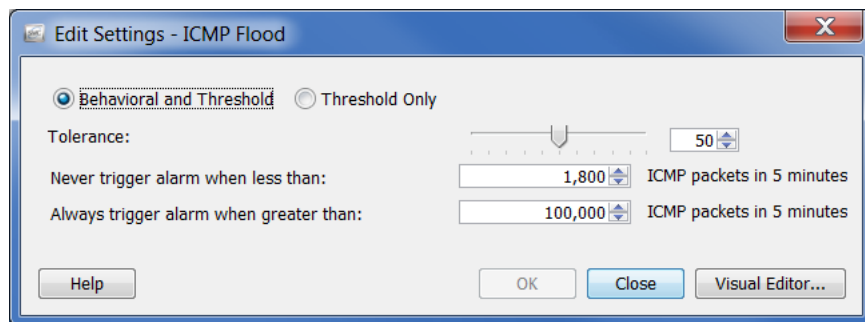 Edit Settings - ICMP Flood
Behavioral and Threshold Threshold Only
Tolerance: 50
Never trigger alarm when less than: 1,800 ICMP packets in 5 minutes
Always trigger alarm when greater than: 100,000 ICMP packets in 5 minutes
Help OK Close Visual Editor...